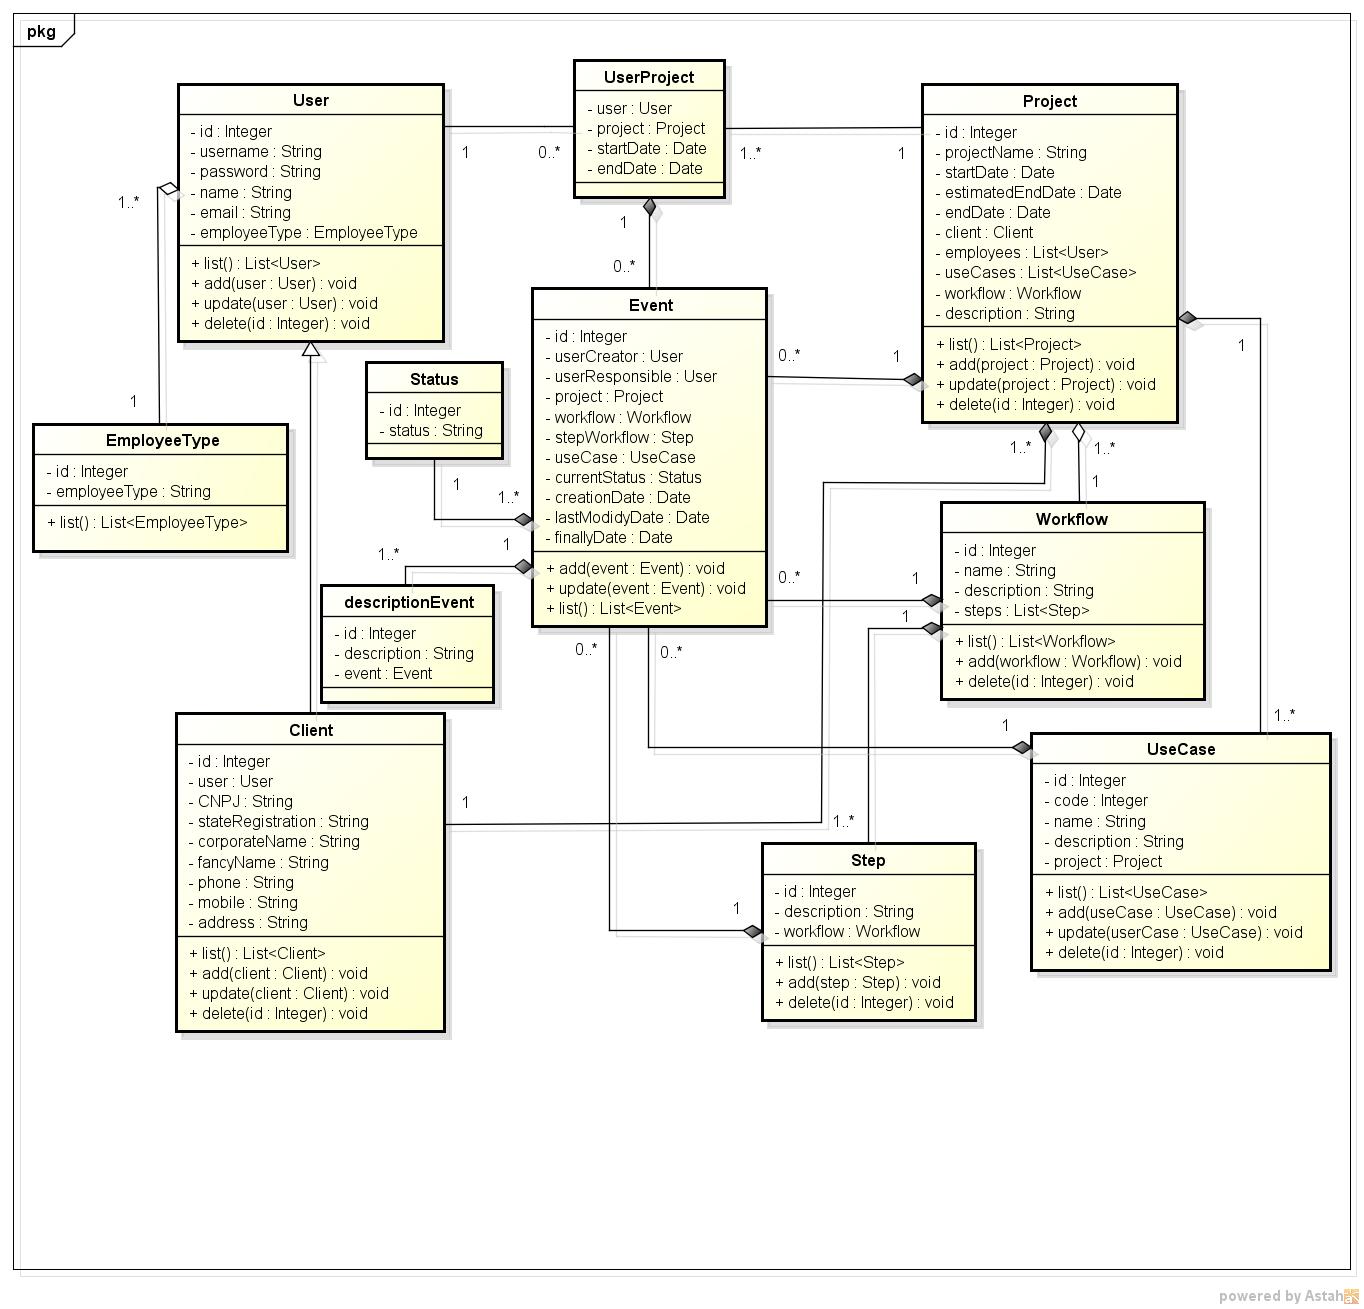 pkg
User
- id : Integer
- username : String
- password : String
- name : String
- email : String
- employeeType : EmployeeType
+ list() : List<User>
+ add(user : User) : void
+ update(user : User) : void
+ delete(id : Integer) : void
1
0..*
UserProject
- user : User
- project : Project
- startDate : Date
- endDate : Date
1..*
1
Project
- id : Integer
- projectName : String
- startDate : Date
- estimatedEndDate : Date
- endDate : Date
- client : Client
- employees : List<User>
- useCases : List<UseCase>
- workflow : Workflow
- description : String
+ list() : List<Project>
+ add(project : Project) : void
+ update(project : Project) : void
+ delete(id : Integer) : void
1..*
1
EmployeeType
- id : Integer
- employeeType : String
+ list() : List<EmployeeType>
1
0..*
Event
- id : Integer
- userCreator : User
- userResponsible : User
- project : Project
- workflow : Workflow
- stepWorkflow : Step
- useCase : UseCase
- currentStatus : Status
- creationDate : Date
- lastModidyDate : Date
- finallyDate : Date
+ add(event : Event) : void
+ update(event : Event) : void
+ list() : List<Event>
0..*
1
1
Status
- id : Integer
- status : String
1
1..*
1
1..*
descriptionEvent
- id : Integer
- description : String
- event : Event
1..*
1..*
1
Workflow
- id : Integer
- name : String
- description : String
- steps : List<Step>
+ list() : List<Workflow>
+ add(workflow : Workflow) : void
+ delete(id : Integer) : void
0..*
1
1
0..*
0..*
1
1..*
Client
- id : Integer
- user : User
- CNPJ : String
- stateRegistration : String
- corporateName : String
- fancyName : String
- phone : String
- mobile : String
- address : String
+ list() : List<Client>
+ add(client : Client) : void
+ update(client : Client) : void
+ delete(id : Integer) : void
1
1..*
1
Step
- id : Integer
- description : String
- workflow : Workflow
+ list() : List<Step>
+ add(step : Step) : void
+ delete(id : Integer) : void
UseCase
- id : Integer
- code : Integer
- name : String
- description : String
- project : Project
+ list() : List<UseCase>
+ add(useCase : UseCase) : void
+ update(userCase : UseCase) : void
+ delete(id : Integer) : void
powered by Astah